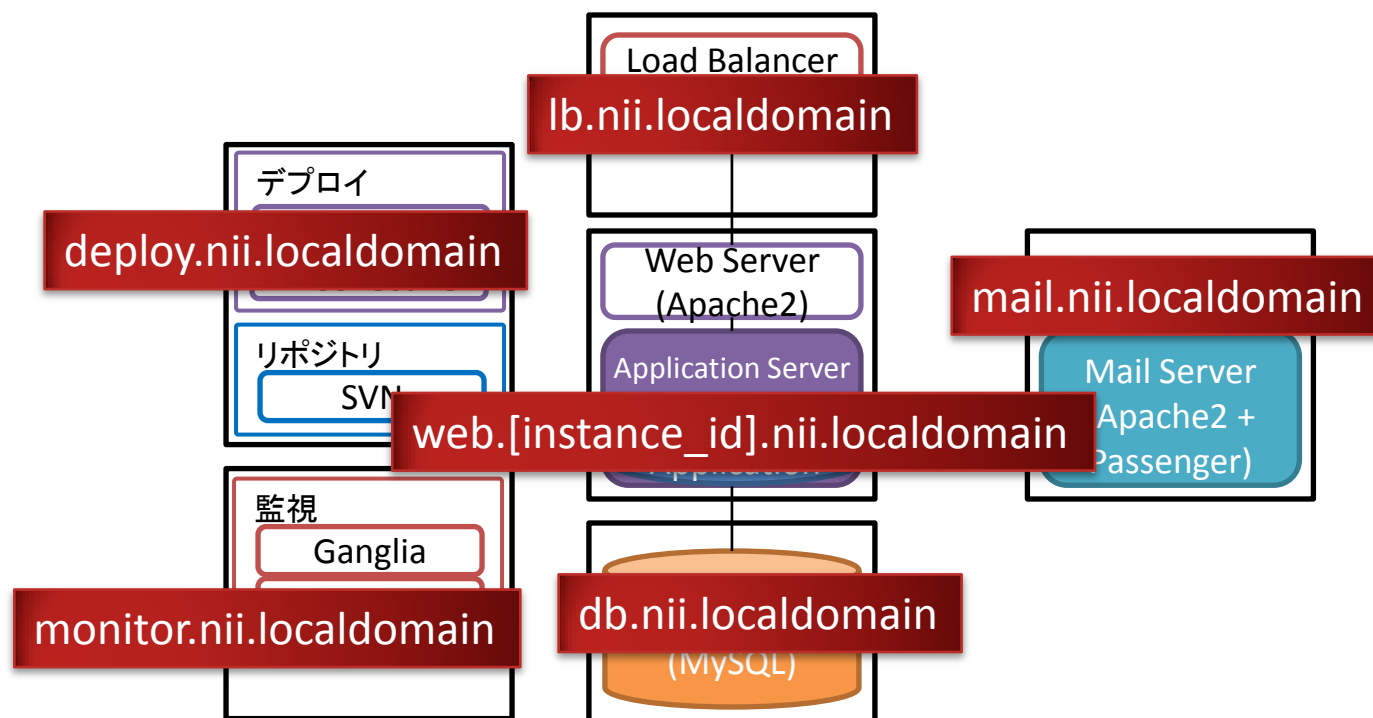 Load Balancer
lb.nii.localdomain
デプロイ
deploy.nii.localdomain
リポジトリ
SVN
監視
Ganglia
monitor.nii.localdomain
Web Server
(Apache2)
Application Server
web.[instance_id].nii.localdomain
Application
db.nii.localdomain
(MySQL)
mail.nii.localdomain
Mail Server
(Apache2 +
Passenger)